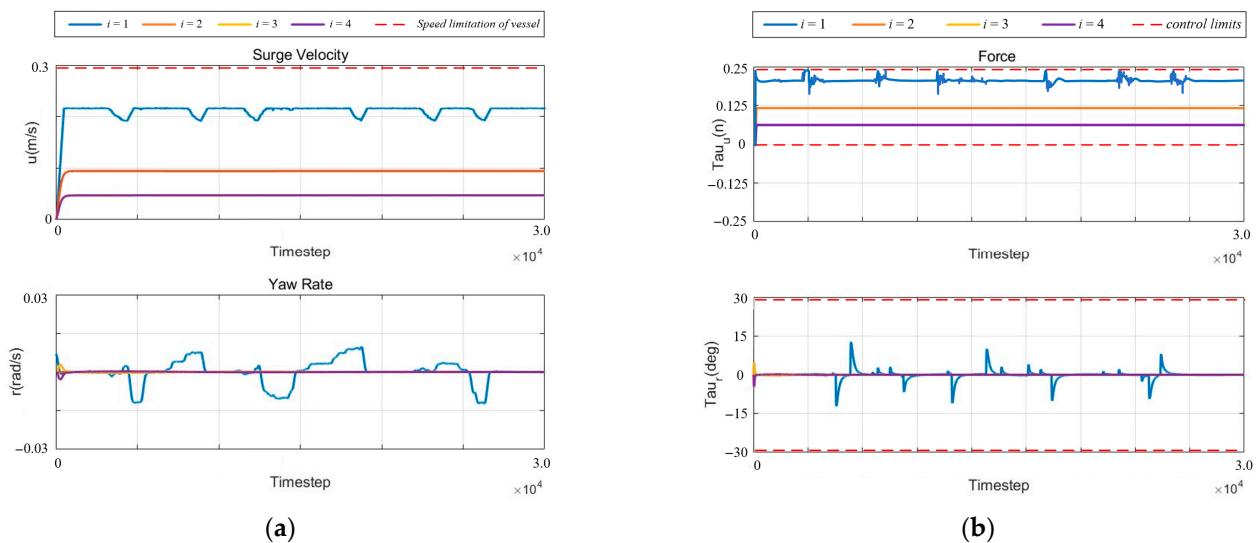 i = 1 i = 2 i = 3 i = 4 Speed limitation of vessel
Surge Velocity
0.3
u(m/s)
0
0 3.0
Timestep
×10⁴
Yaw Rate
0.03
r(rad/s)
−0.03
0 3.0
Timestep
×10⁴
(a)
i = 1 i = 2 i = 3 i = 4 control limits
Force
0.25
0.125
Tau_u(n)
0
−0.125
−0.25
0 3.0
Timestep
×10⁴
30
15
Tau_r(deg)
0
−15
−30
0 3.0
Timestep
×10⁴
(b)